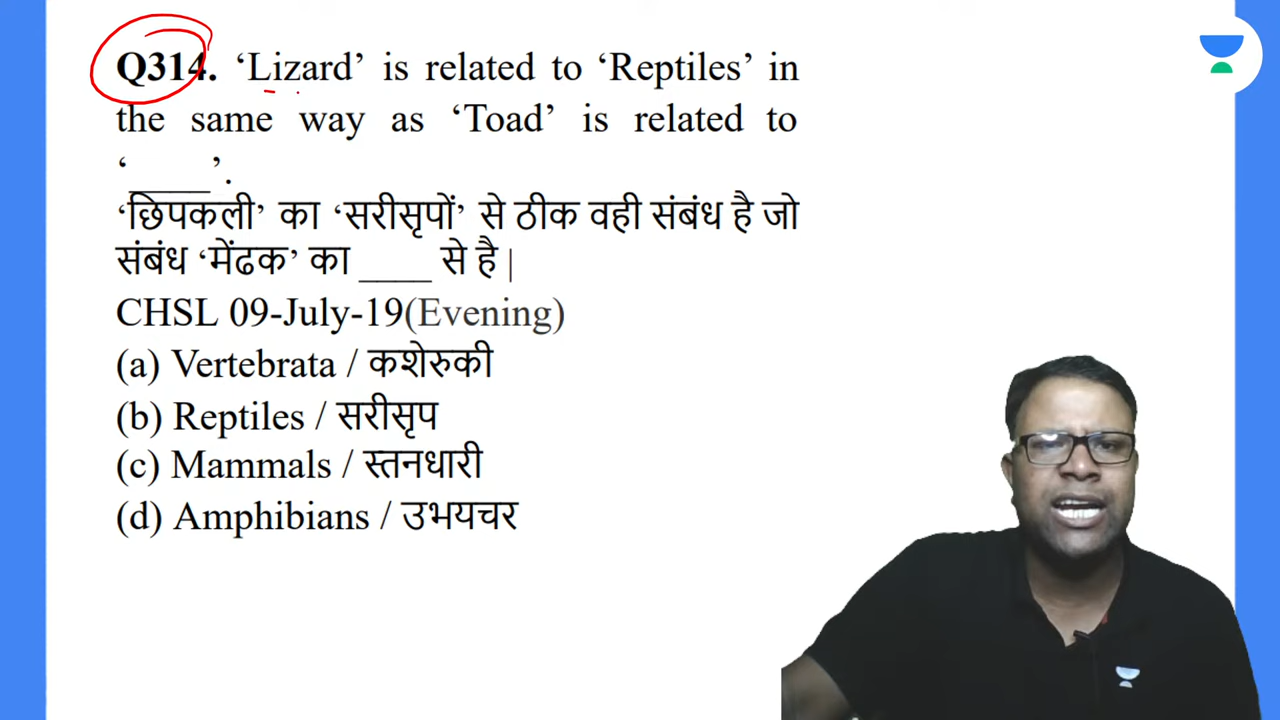 Q314. ‘Lizard’ is related to ‘Reptiles’ in
the same way as ‘Toad’ is related to
‘____’.
‘छिपकली’ का ‘सरीसृपों’ से ठीक वही संबंध है जो
संबंध ‘मेंढक’ का ____ से है |
CHSL 09-July-19(Evening)
(a) Vertebrata / कशेरुकी
(b) Reptiles / सरीसृप
(c) Mammals / स्तनधारी
(d) Amphibians / उभयचर